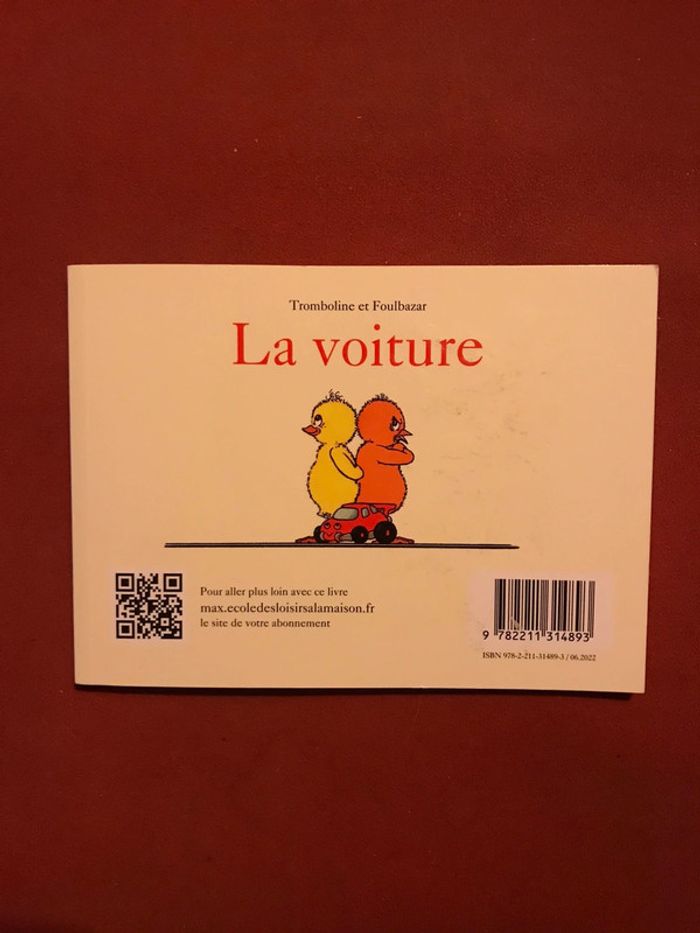 Tromboline et Foulbazar
La voiture
Pour aller plus loin avec ce livre
max.ecoledesloisirsalamaison.fr
le site de votre abonnement
9 782211 314893
ISBN 978-2-211-31489-3 / 06.2022